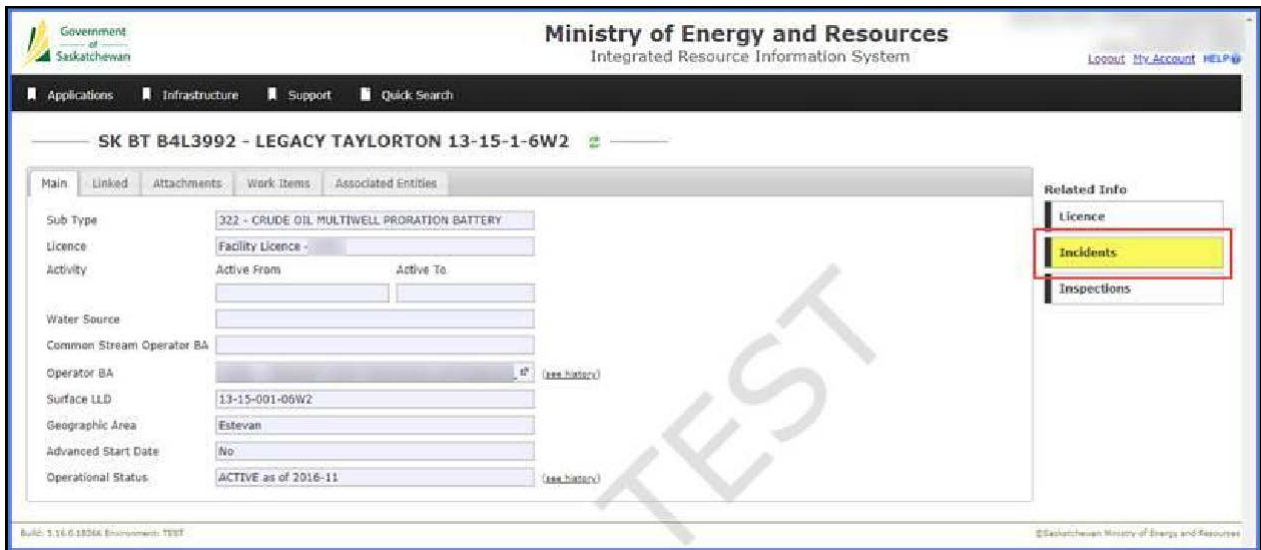 Government
of
Saskatchewan
Ministry of Energy and Resources
Integrated Resource Information System
Logout My Account HELP
Applications Infrastructure Support Quick Search
SK BT B4L3992 - LEGACY TAYLORTON 13-15-1-6W2
Main Linked Attachments Work Items Associated Entities
Sub Type 322 - CRUDE OIL MULTIWELL PRORATION BATTERY
Licence Facility Licence -
Activity Active From Active To
Water Source
Common Stream Operator BA
Operator BA (see history)
Surface LLD 13-15-001-06W2
Geographic Area Estevan
Advanced Start Date No
Operational Status ACTIVE as of 2016-11 (see history)
Related Info
Licence
Incidents
Inspections
TEST
Build: 5.16.0.18266 Environment: TEST
©Saskatchewan Ministry of Energy and Resources